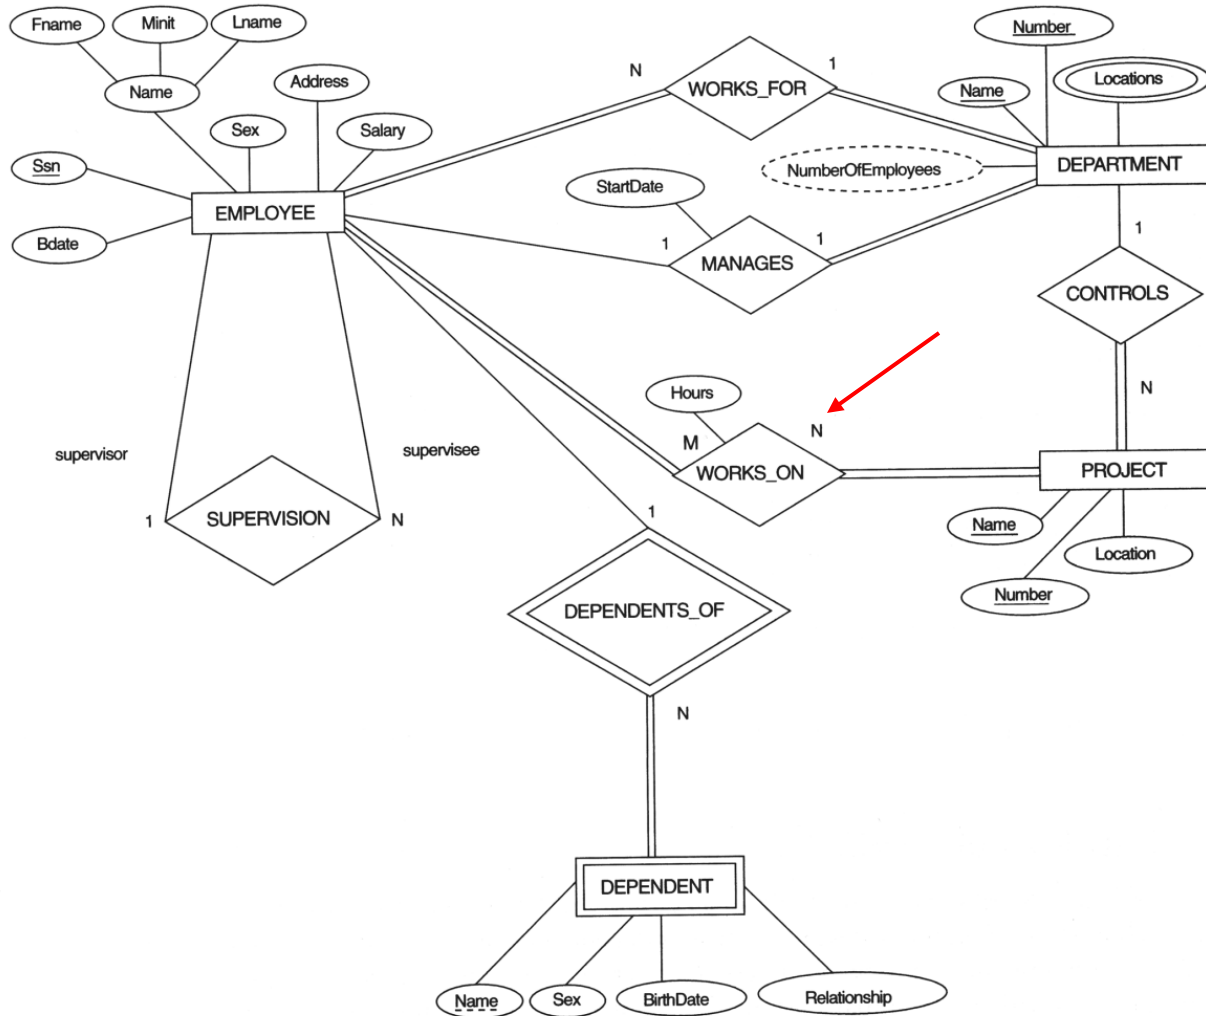 Fname
Minit
Lname
Number
Name
Address
N
WORKS_FOR
1
Name
Locations
Sex
Salary
Ssn
NumberOfEmployees
DEPARTMENT
StartDate
EMPLOYEE
Bdate
1
MANAGES
1
1
CONTROLS
Hours
N
M
N
supervisor
supervisee
WORKS_ON
PROJECT
1
SUPERVISION
N
1
Name
Location
Number
DEPENDENTS_OF
N
DEPENDENT
Name
Sex
BirthDate
Relationship